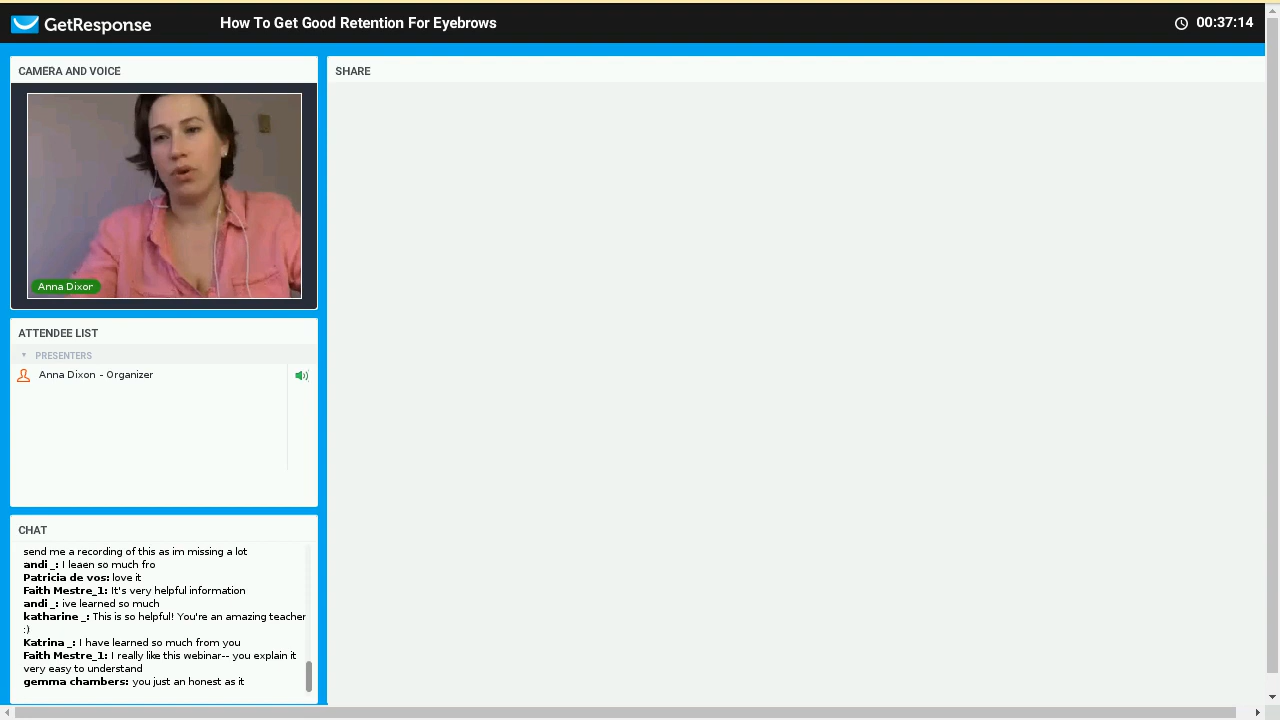 GetResponse
How To Get Good Retention For Eyebrows
00:37:14
CAMERA AND VOICE
Anna Dixon
ATTENDEE LIST
PRESENTERS
Anna Dixon - Organizer
CHAT
send me a recording of this as im missing a lot
andi _: I leaen so much fro
Patricia de vos: love it
Faith Mestre_1: It's very helpful information
andi _: ive learned so much
katharine _: This is so helpful! You're an amazing teacher
:)
Katrina _: I have learned so much from you
Faith Mestre_1: I really like this webinar-- you explain it
very easy to understand
gemma chambers: you just an honest as it
SHARE